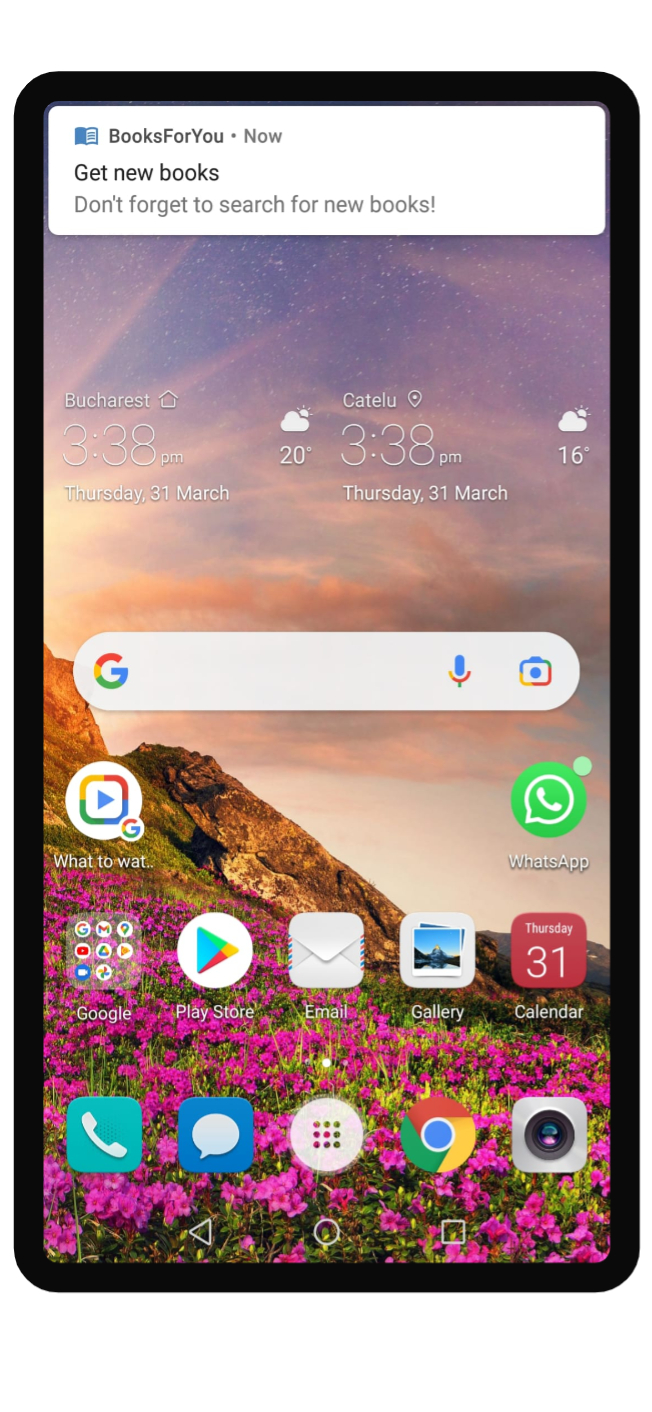 BooksForYou • Now
Get new books
Don't forget to search for new books!
Bucharest
Catelu
3:38 pm
20°
3:38 pm
16°
Thursday, 31 March
Thursday, 31 March
What to wat..
WhatsApp
Thursday
31
Google
Play Store
Email
Gallery
Calendar